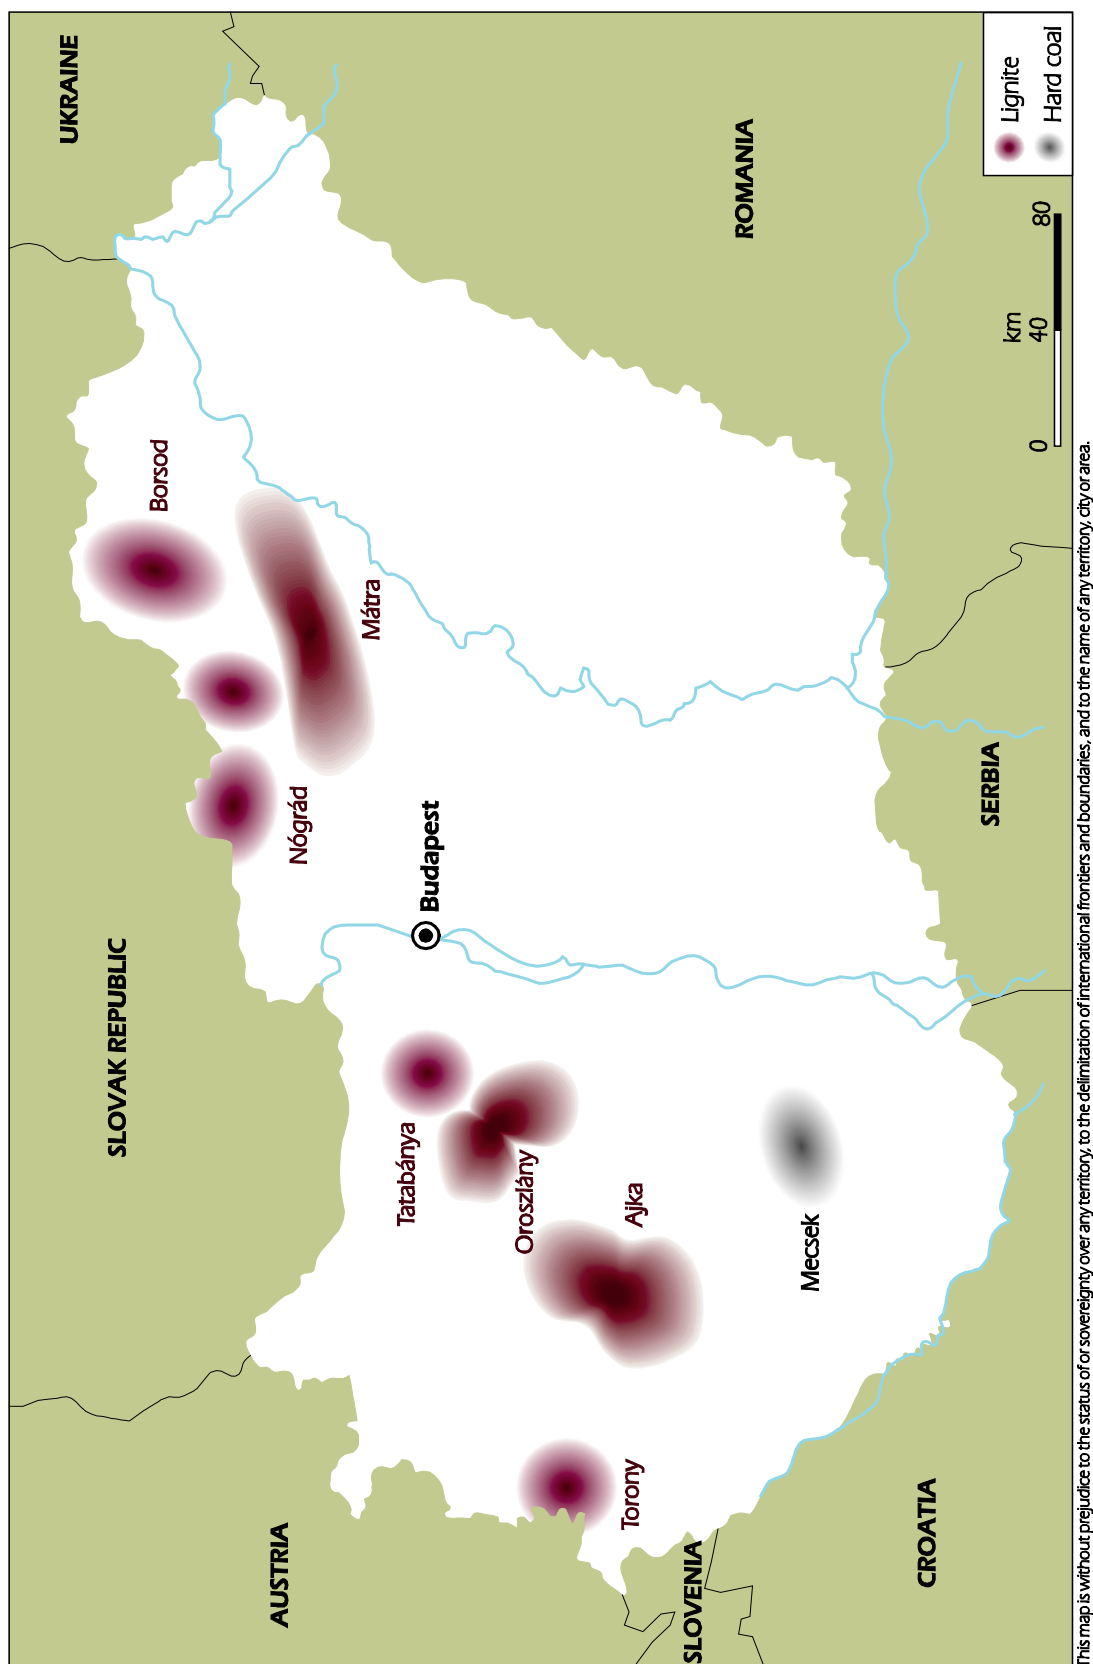 UKRAINE
SLOVAK REPUBLIC
AUSTRIA
ROMANIA
SERBIA
CROATIA
SLOVENIA
Borsod
Mátra
Nógrád
Budapest
Tatabánya
Oroszlány
Ajka
Mecsek
Torony
Lignite
Hard coal
km
0 40 80
This map is without prejudice to the status of or sovereignty over any territory, to the delimitation of international frontiers and boundaries, and to the name of any territory, city or area.